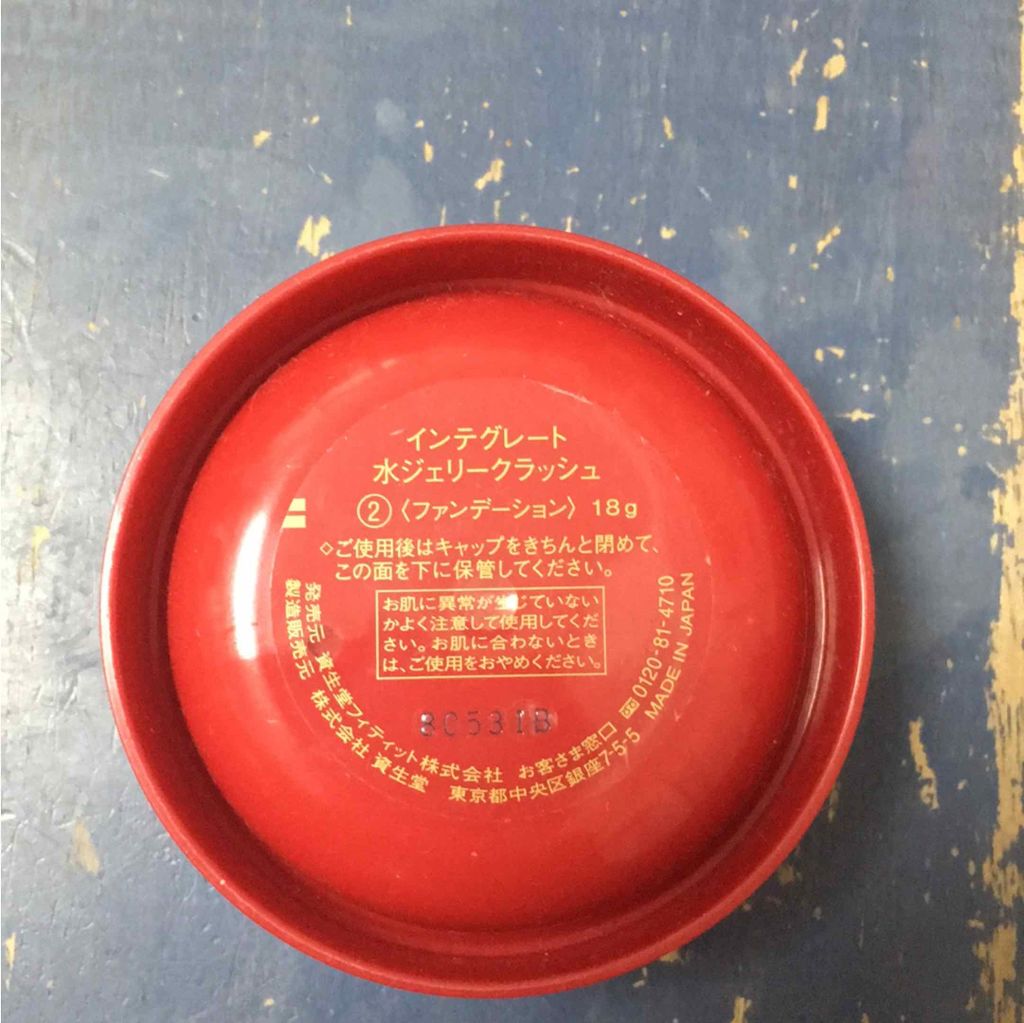 インテグレート
水ジェリークラッシュ
②〈ファンデーション〉 18g
◇ご使用後はキャップをきちんと閉めて、
この面を下に保管してください。
お肌に異常が生じていない
かよく注意して使用してくだ
さい。お肌に合わないとき
は、ご使用をおやめください。
8C531B
発売元 資生堂フィティット株式会社 お客さま窓口 0120-81-4710
製造販売元 株式会社 資生堂 東京都中央区銀座7-5-5 MADE IN JAPAN